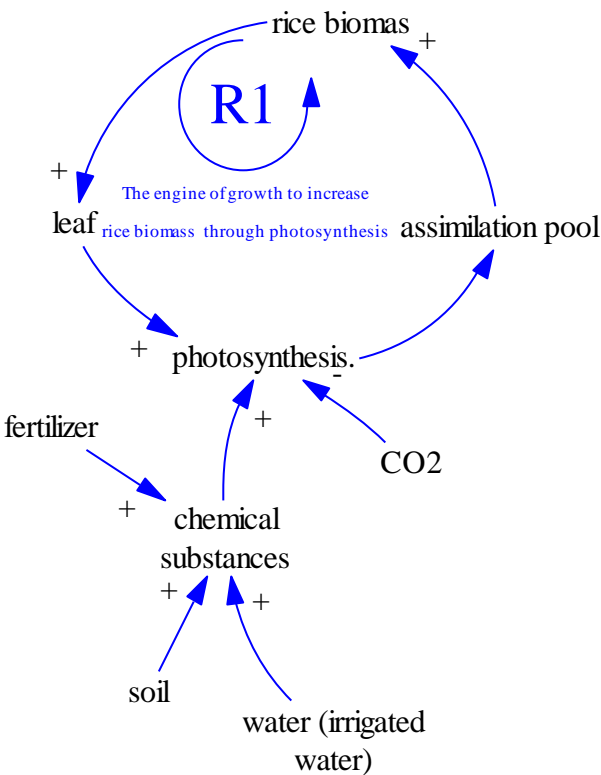 rice biomas
+
R1
+
The engine of growth to increase
leaf
rice biomass through photosynthesis
assimilation pool
+
photosynthesis.
-
+
fertilizer
CO2
+
chemical
substances
+
+
soil
water (irrigated
water)